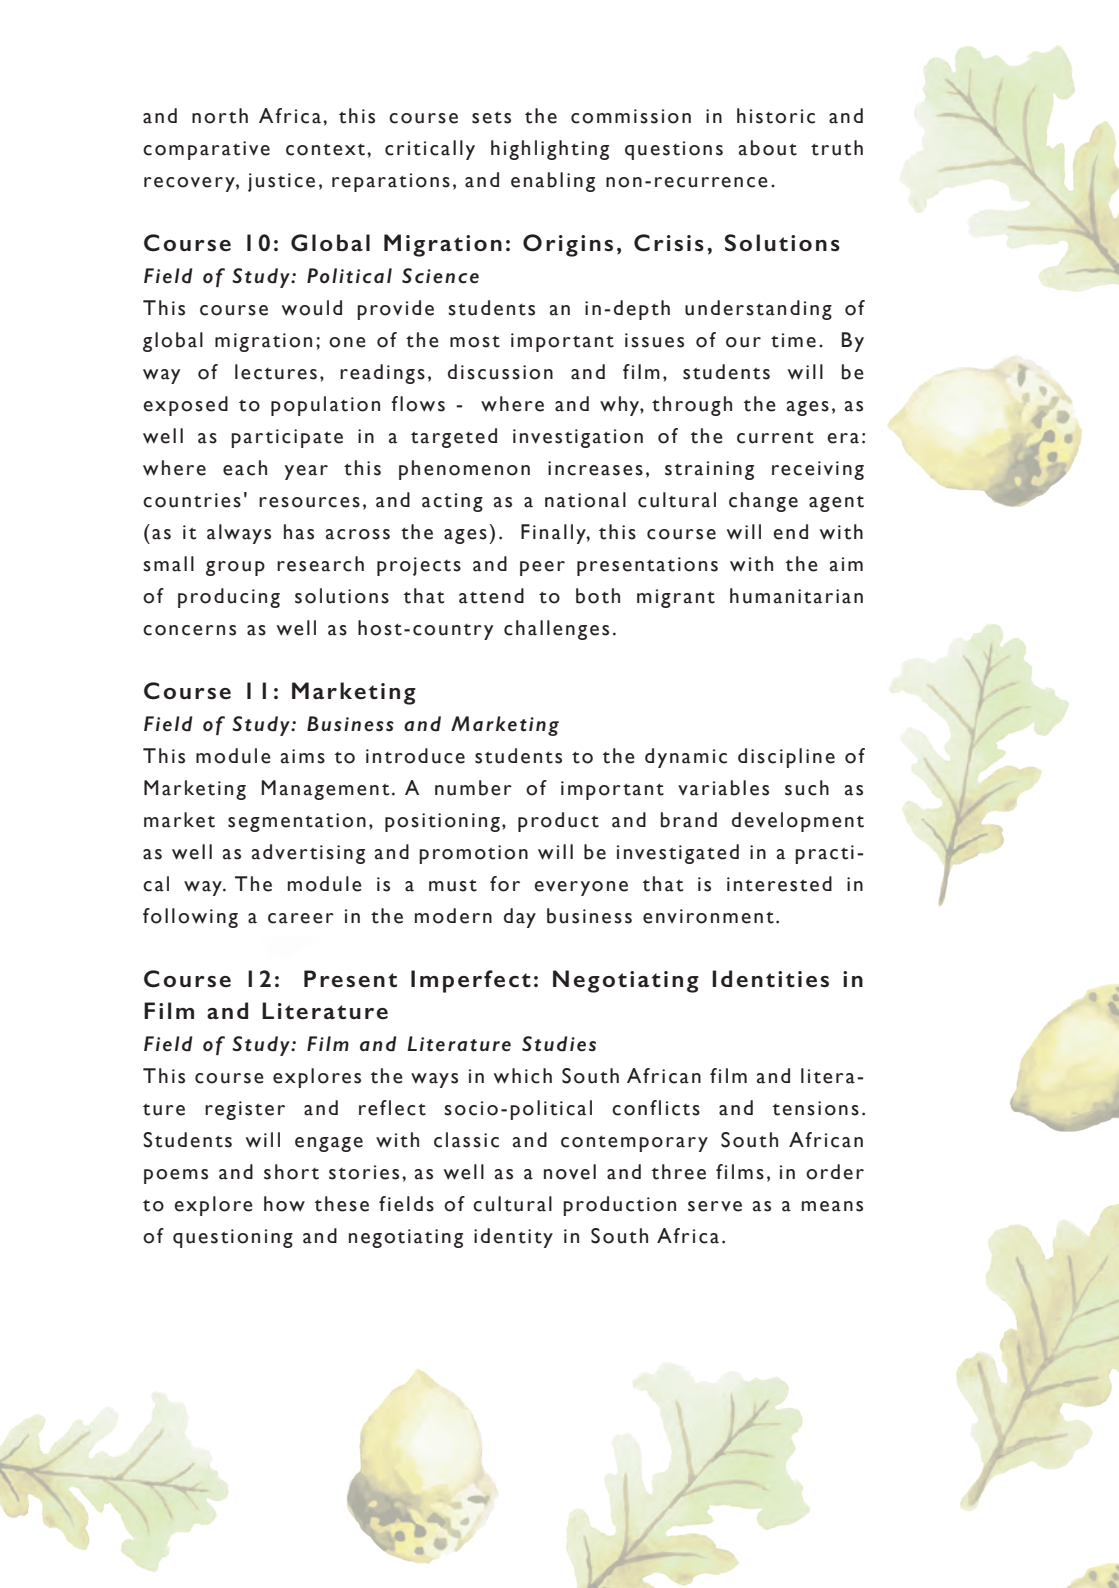 and north Africa, this course sets the commission in historic and
comparative context, critically highlighting questions about truth
recovery, justice, reparations, and enabling non-recurrence.
Course 10: Global Migration: Origins, Crisis, Solutions
Field of Study: Political Science
This course would provide students an in-depth understanding of
global migration; one of the most important issues of our time.  By
way of lectures, readings, discussion and film, students will be
exposed to population flows -  where and why, through the ages, as
well as participate in a targeted investigation of the current era:
where each year this phenomenon increases, straining receiving
countries' resources, and acting as a national cultural change agent
(as it always has across the ages).  Finally, this course will end with
small group research projects and peer presentations with the aim
of producing solutions that attend to both migrant humanitarian
concerns as well as host-country challenges.
Course 11: Marketing
Field of Study: Business and Marketing
This module aims to introduce students to the dynamic discipline of
Marketing Management. A number of important variables such as
market segmentation, positioning, product and brand development
as well as advertising and promotion will be investigated in a practi-
cal way. The module is a must for everyone that is interested in
following a career in the modern day business environment.
Course 12:  Present Imperfect: Negotiating Identities in
Film and Literature
Field of Study: Film and Literature Studies
This course explores the ways in which South African film and litera-
ture register and reflect socio-political conflicts and tensions.
Students will engage with classic and contemporary South African
poems and short stories, as well as a novel and three films, in order
to explore how these fields of cultural production serve as a means
of questioning and negotiating identity in South Africa.